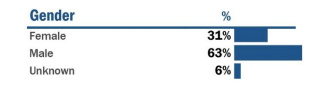 Gender %
Female 31%
Male 63%
Unknown 6%